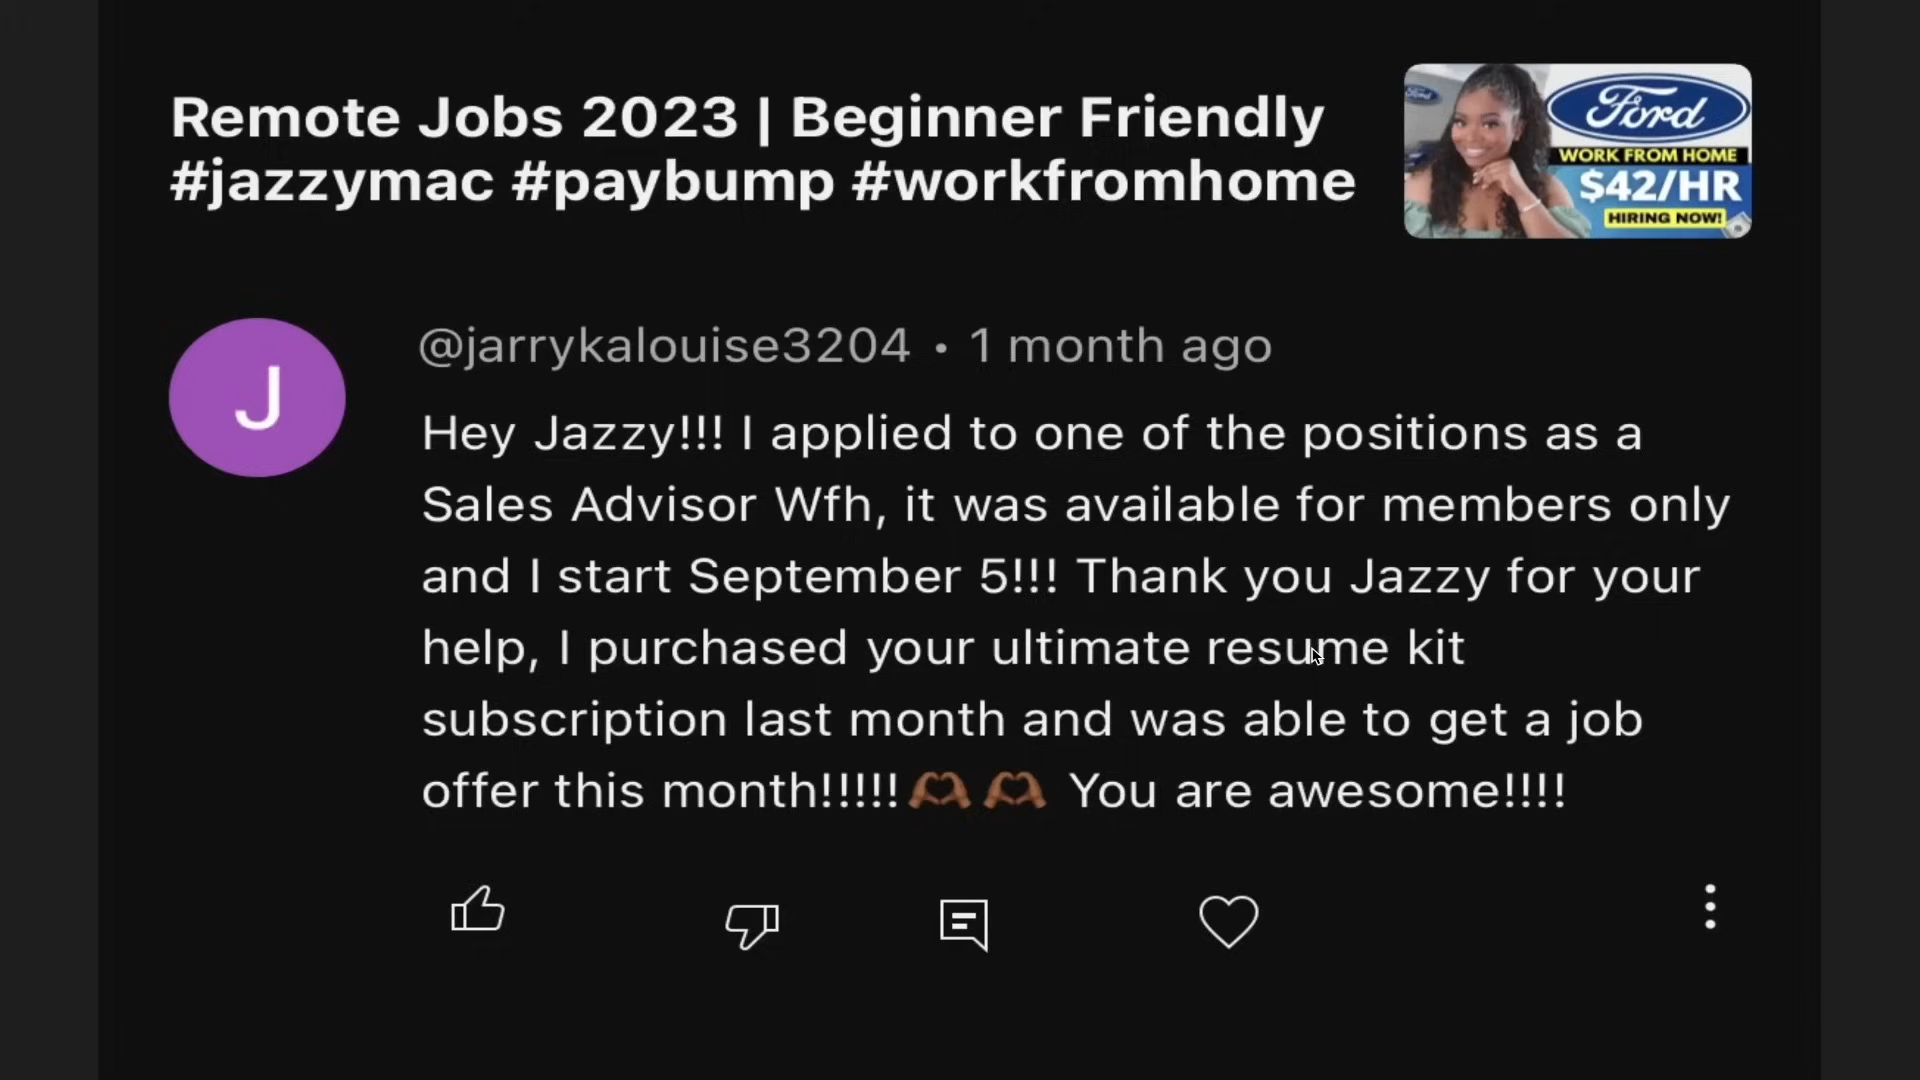 Remote Jobs 2023 | Beginner Friendly
#jazzymac #paybump #workfromhome
Ford
Ford
WORK FROM HOME
$42/HR
HIRING NOW!
J
@jarrykalouise3204 • 1 month ago
Hey Jazzy!!! I applied to one of the positions as a
Sales Advisor Wfh, it was available for members only
and I start September 5!!! Thank you Jazzy for your
help, I purchased your ultimate resume kit
subscription last month and was able to get a job
offer this month!!!!!🫶🏾🫶🏾 You are awesome!!!!